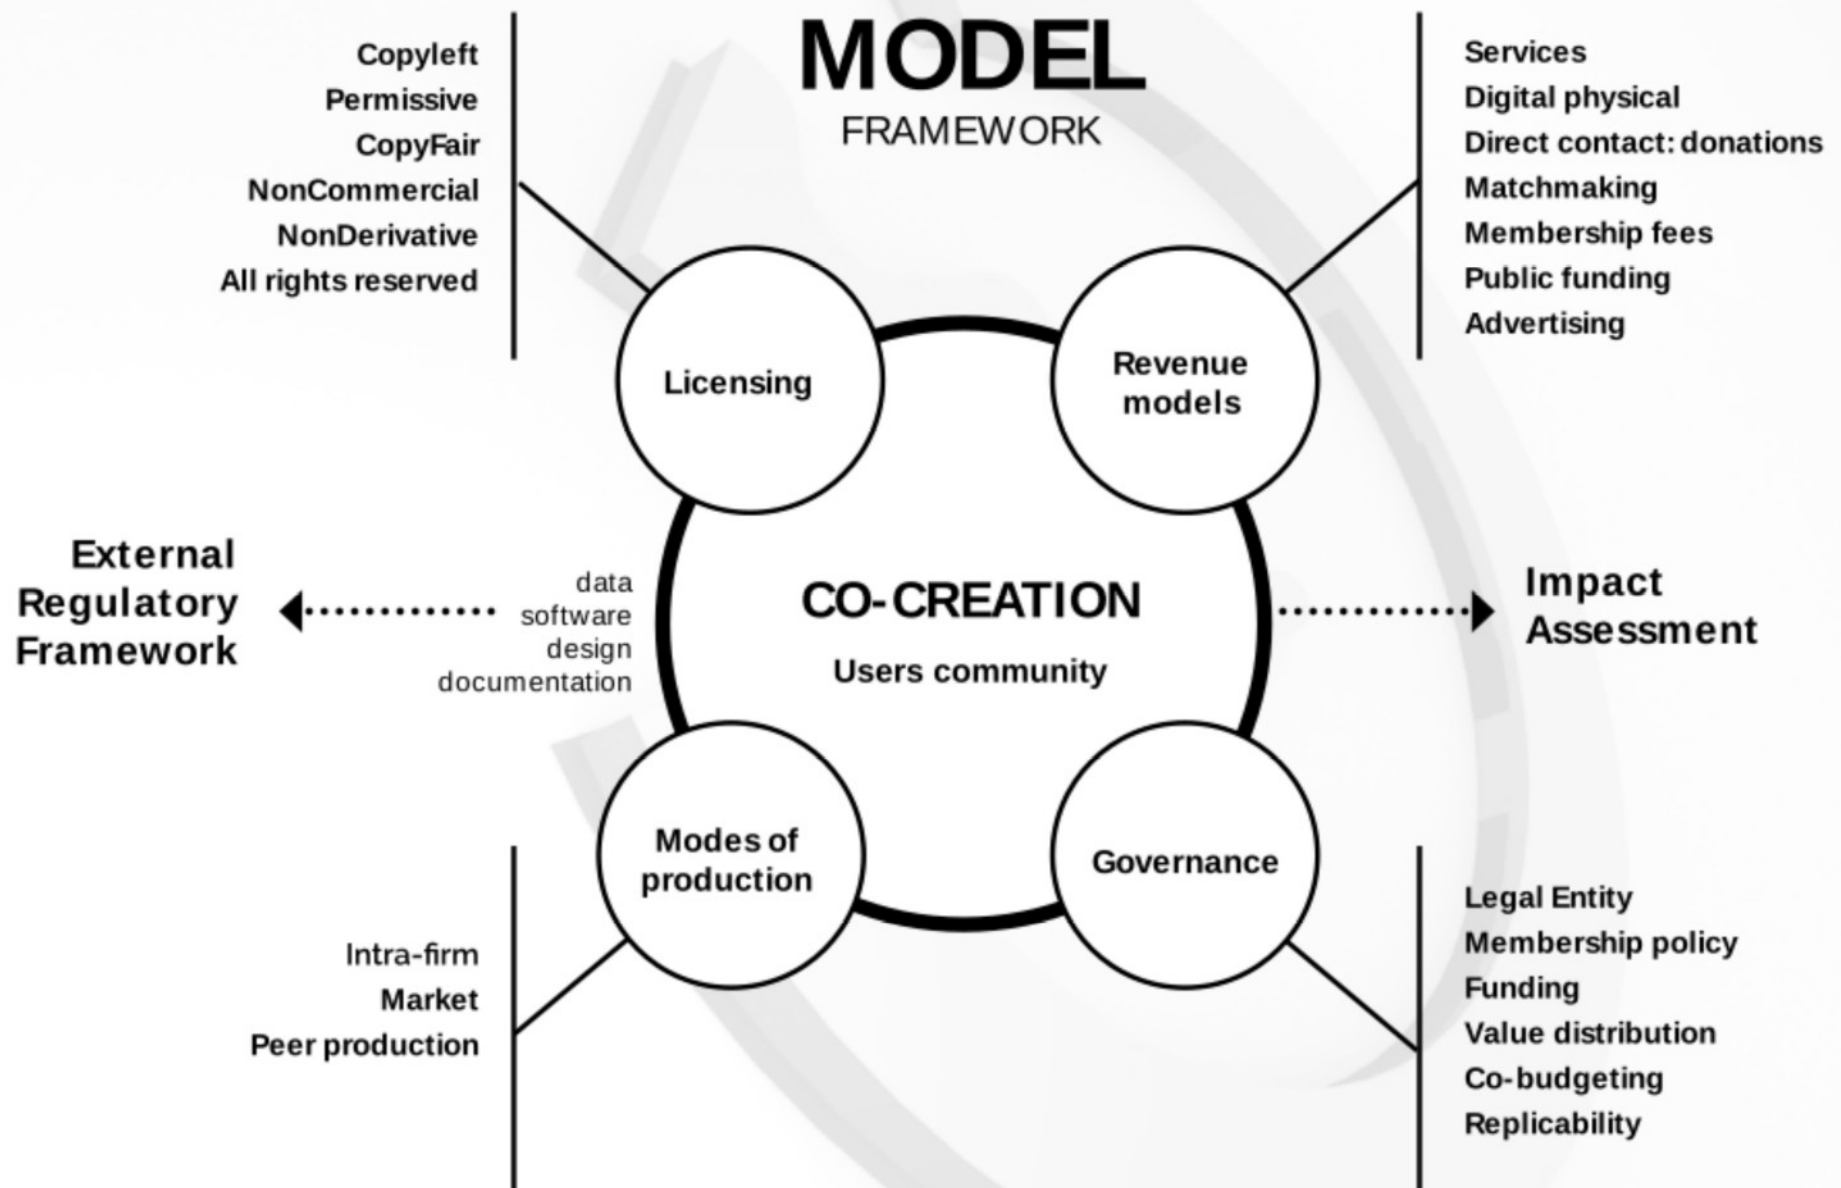 MODEL
FRAMEWORK
Copyleft
Permissive
CopyFair
NonCommercial
NonDerivative
All rights reserved
Services
Digital physical
Direct contact: donations
Matchmaking
Membership fees
Public funding
Advertising
Licensing
Revenue
models
External
Regulatory
Framework
data
software
design
documentation
CO-CREATION
Users community
Impact
Assessment
Modes of
production
Governance
Intra-firm
Market
Peer production
Legal Entity
Membership policy
Funding
Value distribution
Co-budgeting
Replicability